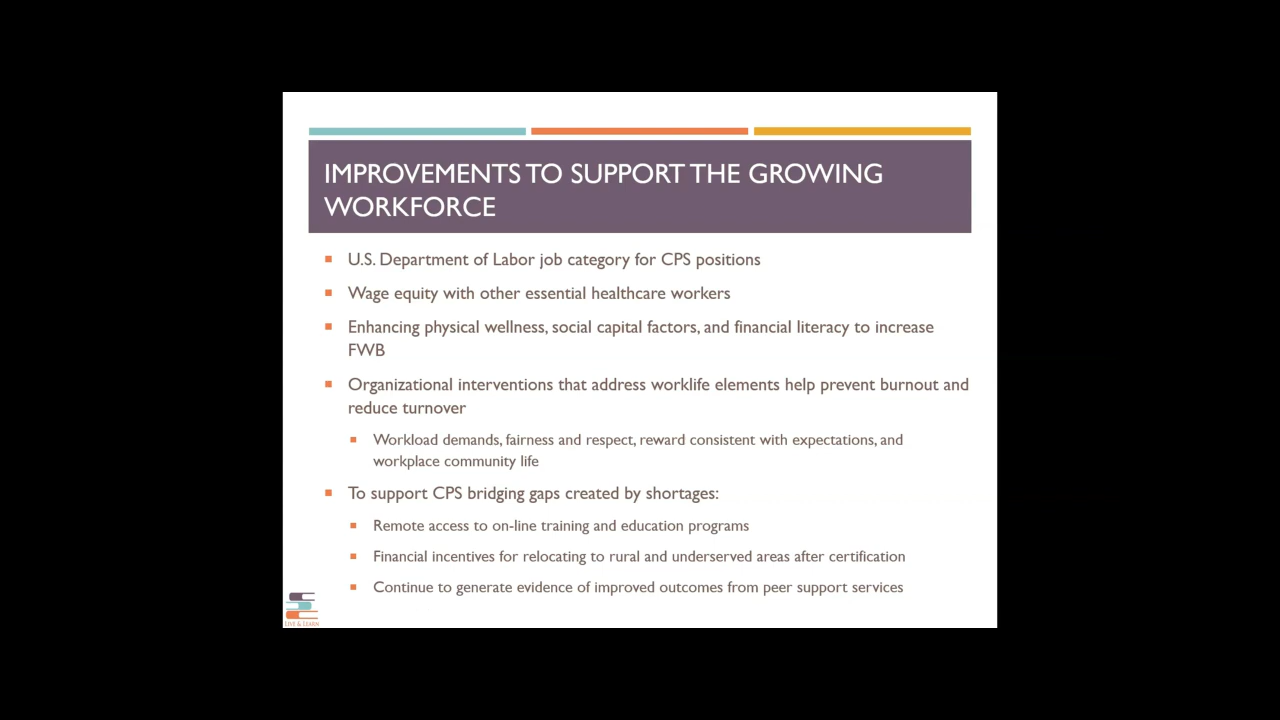 IMPROVEMENTS TO SUPPORT THE GROWING
WORKFORCE
U.S. Department of Labor job category for CPS positions
Wage equity with other essential healthcare workers
Enhancing physical wellness, social capital factors, and financial literacy to increase
FWB
Organizational interventions that address worklife elements help prevent burnout and
reduce turnover
Workload demands, fairness and respect, reward consistent with expectations, and
workplace community life
To support CPS bridging gaps created by shortages:
Remote access to on-line training and education programs
Financial incentives for relocating to rural and underserved areas after certification
Continue to generate evidence of improved outcomes from peer support services
LIVE & LEARN